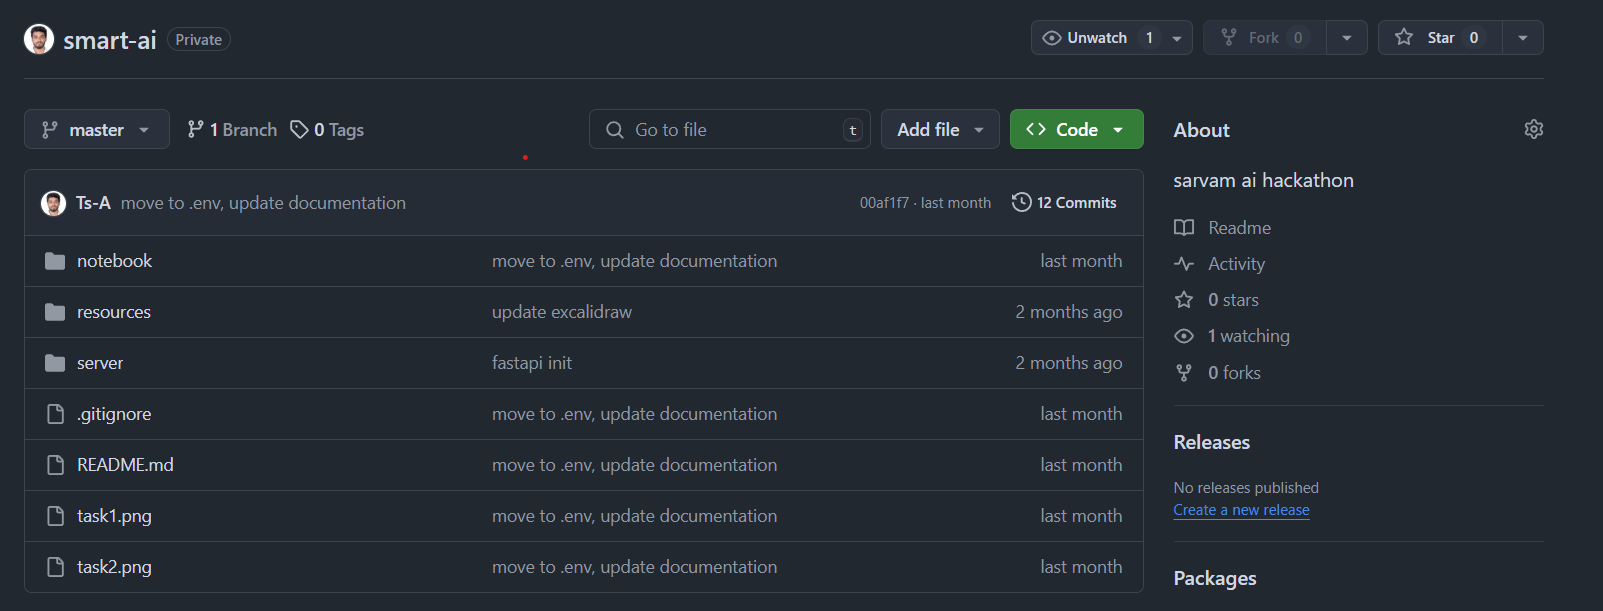 smart-ai Private Unwatch 1 Fork 0 Star 0
master 1 Branch 0 Tags Go to file t Add file Code
Ts-A move to .env, update documentation 00af1f7 · last month 12 Commits
notebook move to .env, update documentation last month
resources update excalidraw 2 months ago
server fastapi init 2 months ago
.gitignore move to .env, update documentation last month
README.md move to .env, update documentation last month
task1.png move to .env, update documentation last month
task2.png move to .env, update documentation last month
About
sarvam ai hackathon
Readme
Activity
0 stars
1 watching
0 forks
Releases
No releases published
Create a new release
Packages